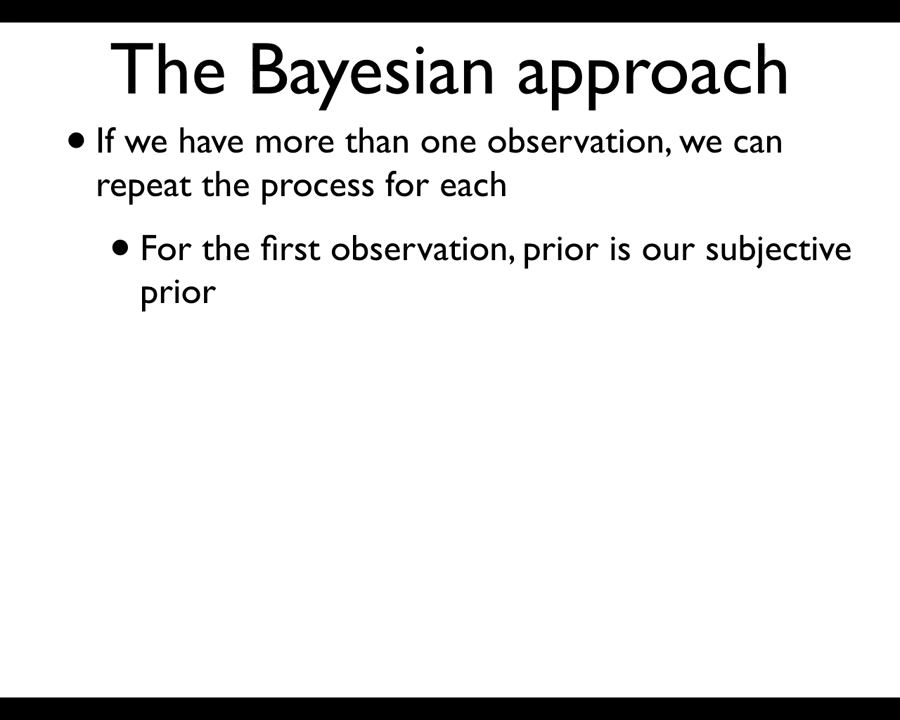 The Bayesian approach
• If we have more than one observation, we can
repeat the process for each
• For the first observation, prior is our subjective
prior